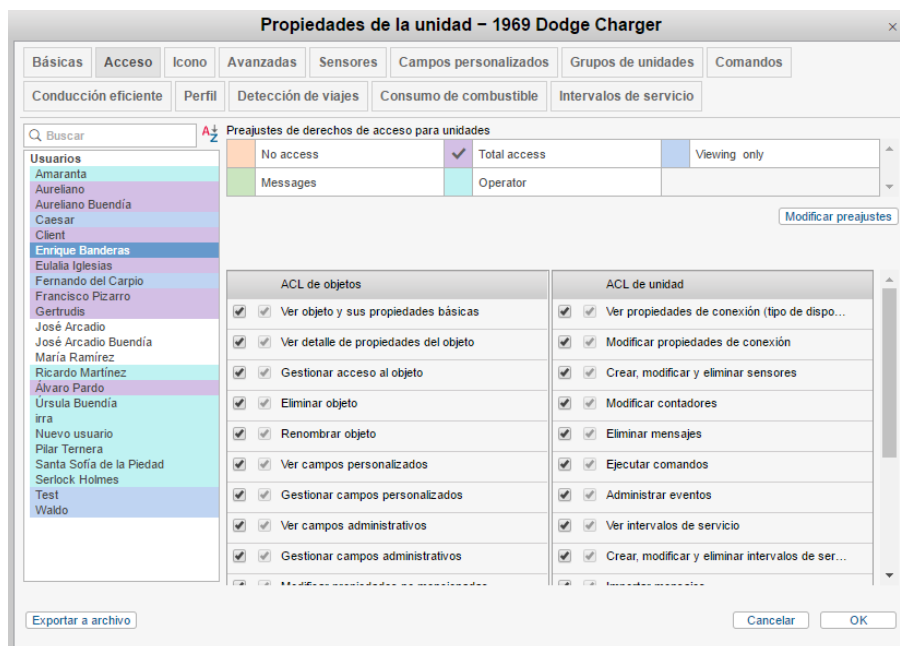 Propiedades de la unidad – 1969 Dodge Charger
Básicas Acceso Icono Avanzadas Sensores Campos personalizados Grupos de unidades Comandos
Conducción eficiente Perfil Detección de viajes Consumo de combustible Intervalos de servicio
Buscar
Usuarios
Amaranta
Aureliano
Aureliano Buendía
Caesar
Client
Enrique Banderas
Eulalia Iglesias
Fernando del Carpio
Francisco Pizarro
Gertrudis
José Arcadio
José Arcadio Buendía
María Ramírez
Ricardo Martínez
Álvaro Pardo
Úrsula Buendía
irra
Nuevo usuario
Pilar Ternera
Santa Sofía de la Piedad
Serlock Holmes
Test
Waldo
Preajustes de derechos de acceso para unidades
No access Total access Viewing only
Messages Operator
Modificar preajustes
ACL de objetos
Ver objeto y sus propiedades básicas
Ver detalle de propiedades del objeto
Gestionar acceso al objeto
Eliminar objeto
Renombrar objeto
Ver campos personalizados
Gestionar campos personalizados
Ver campos administrativos
Gestionar campos administrativos
ACL de unidad
Ver propiedades de conexión (tipo de dispo...
Modificar propiedades de conexión
Crear, modificar y eliminar sensores
Modificar contadores
Eliminar mensajes
Ejecutar comandos
Administrar eventos
Ver intervalos de servicio
Crear, modificar y eliminar intervalos de ser...
Exportar a archivo
Cancelar OK